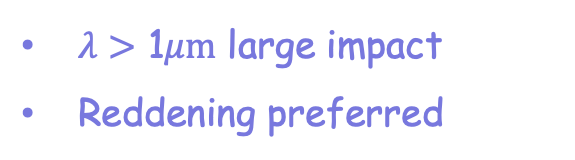 • λ > 1μm large impact
• Reddening preferred